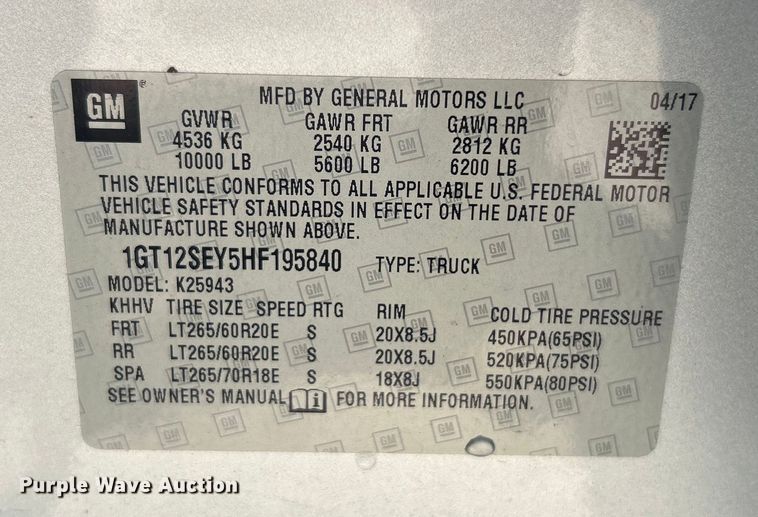 GM ®
MFD BY GENERAL MOTORS LLC 04/17
GVWR GAWR FRT GAWR RR
4536 KG 2540 KG 2812 KG
10000 LB 5600 LB 6200 LB
THIS VEHICLE CONFORMS TO ALL APPLICABLE U.S. FEDERAL MOTOR
VEHICLE SAFETY STANDARDS IN EFFECT ON THE DATE OF
MANUFACTURE SHOWN ABOVE.
1GT12SEY5HF195840 TYPE: TRUCK
MODEL: K25943
KHHV TIRE SIZE SPEED RTG RIM COLD TIRE PRESSURE
FRT LT265/60R20E S 20X8.5J 450KPA(65PSI)
RR LT265/60R20E S 20X8.5J 520KPA(75PSI)
SPA LT265/70R18E S 18X8J 550KPA(80PSI)
SEE OWNER'S MANUAL i FOR MORE INFORMATION.
Purple Wave Auction